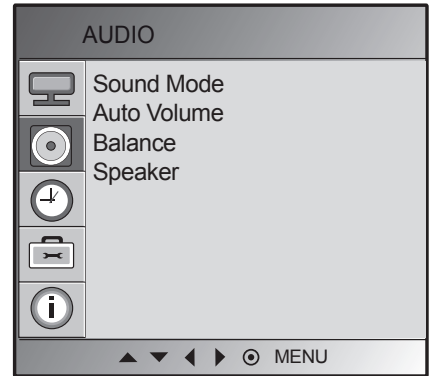 AUDIO
Sound Mode
Auto Volume
Balance
Speaker
MENU